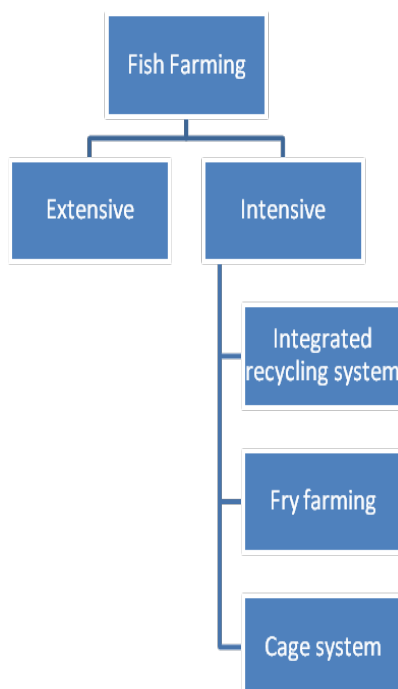 Fish Farming
Extensive
Intensive
Integrated
recycling system
Fry farming
Cage system